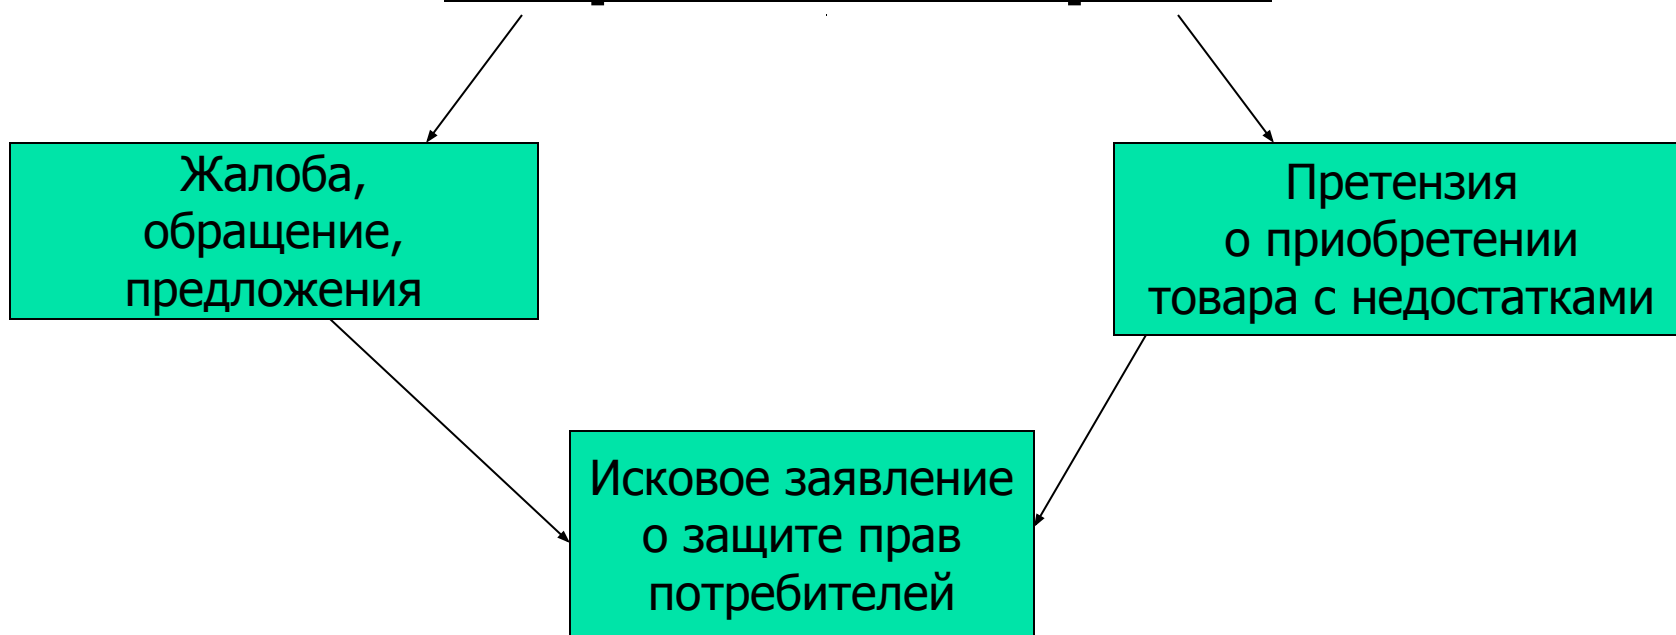 Жалоба,
обращение,
предложения
Претензия
о приобретении
товара с недостатками
Исковое заявление
о защите прав
потребителей